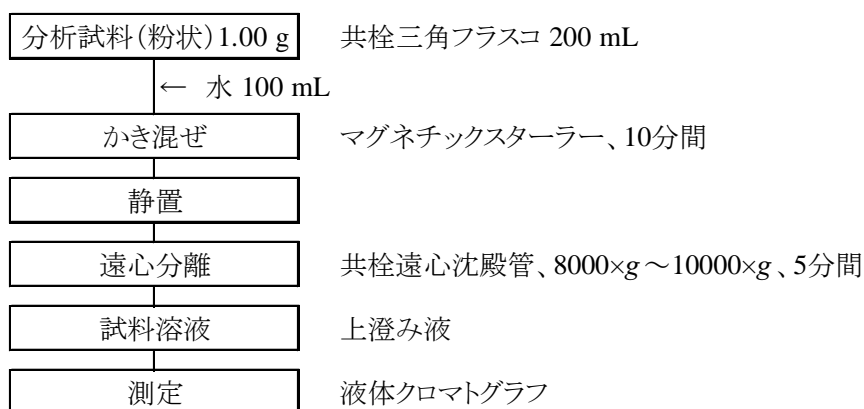 分析試料(粉状)1.00 g 共栓三角フラスコ 200 mL
← 水 100 mL
かき混ぜ マグネチックスターラー、10分間
静置
遠心分離 共栓遠心沈殿管、8000×g～10000×g、5分間
試料溶液 上澄み液
測定 液体クロマトグラフ